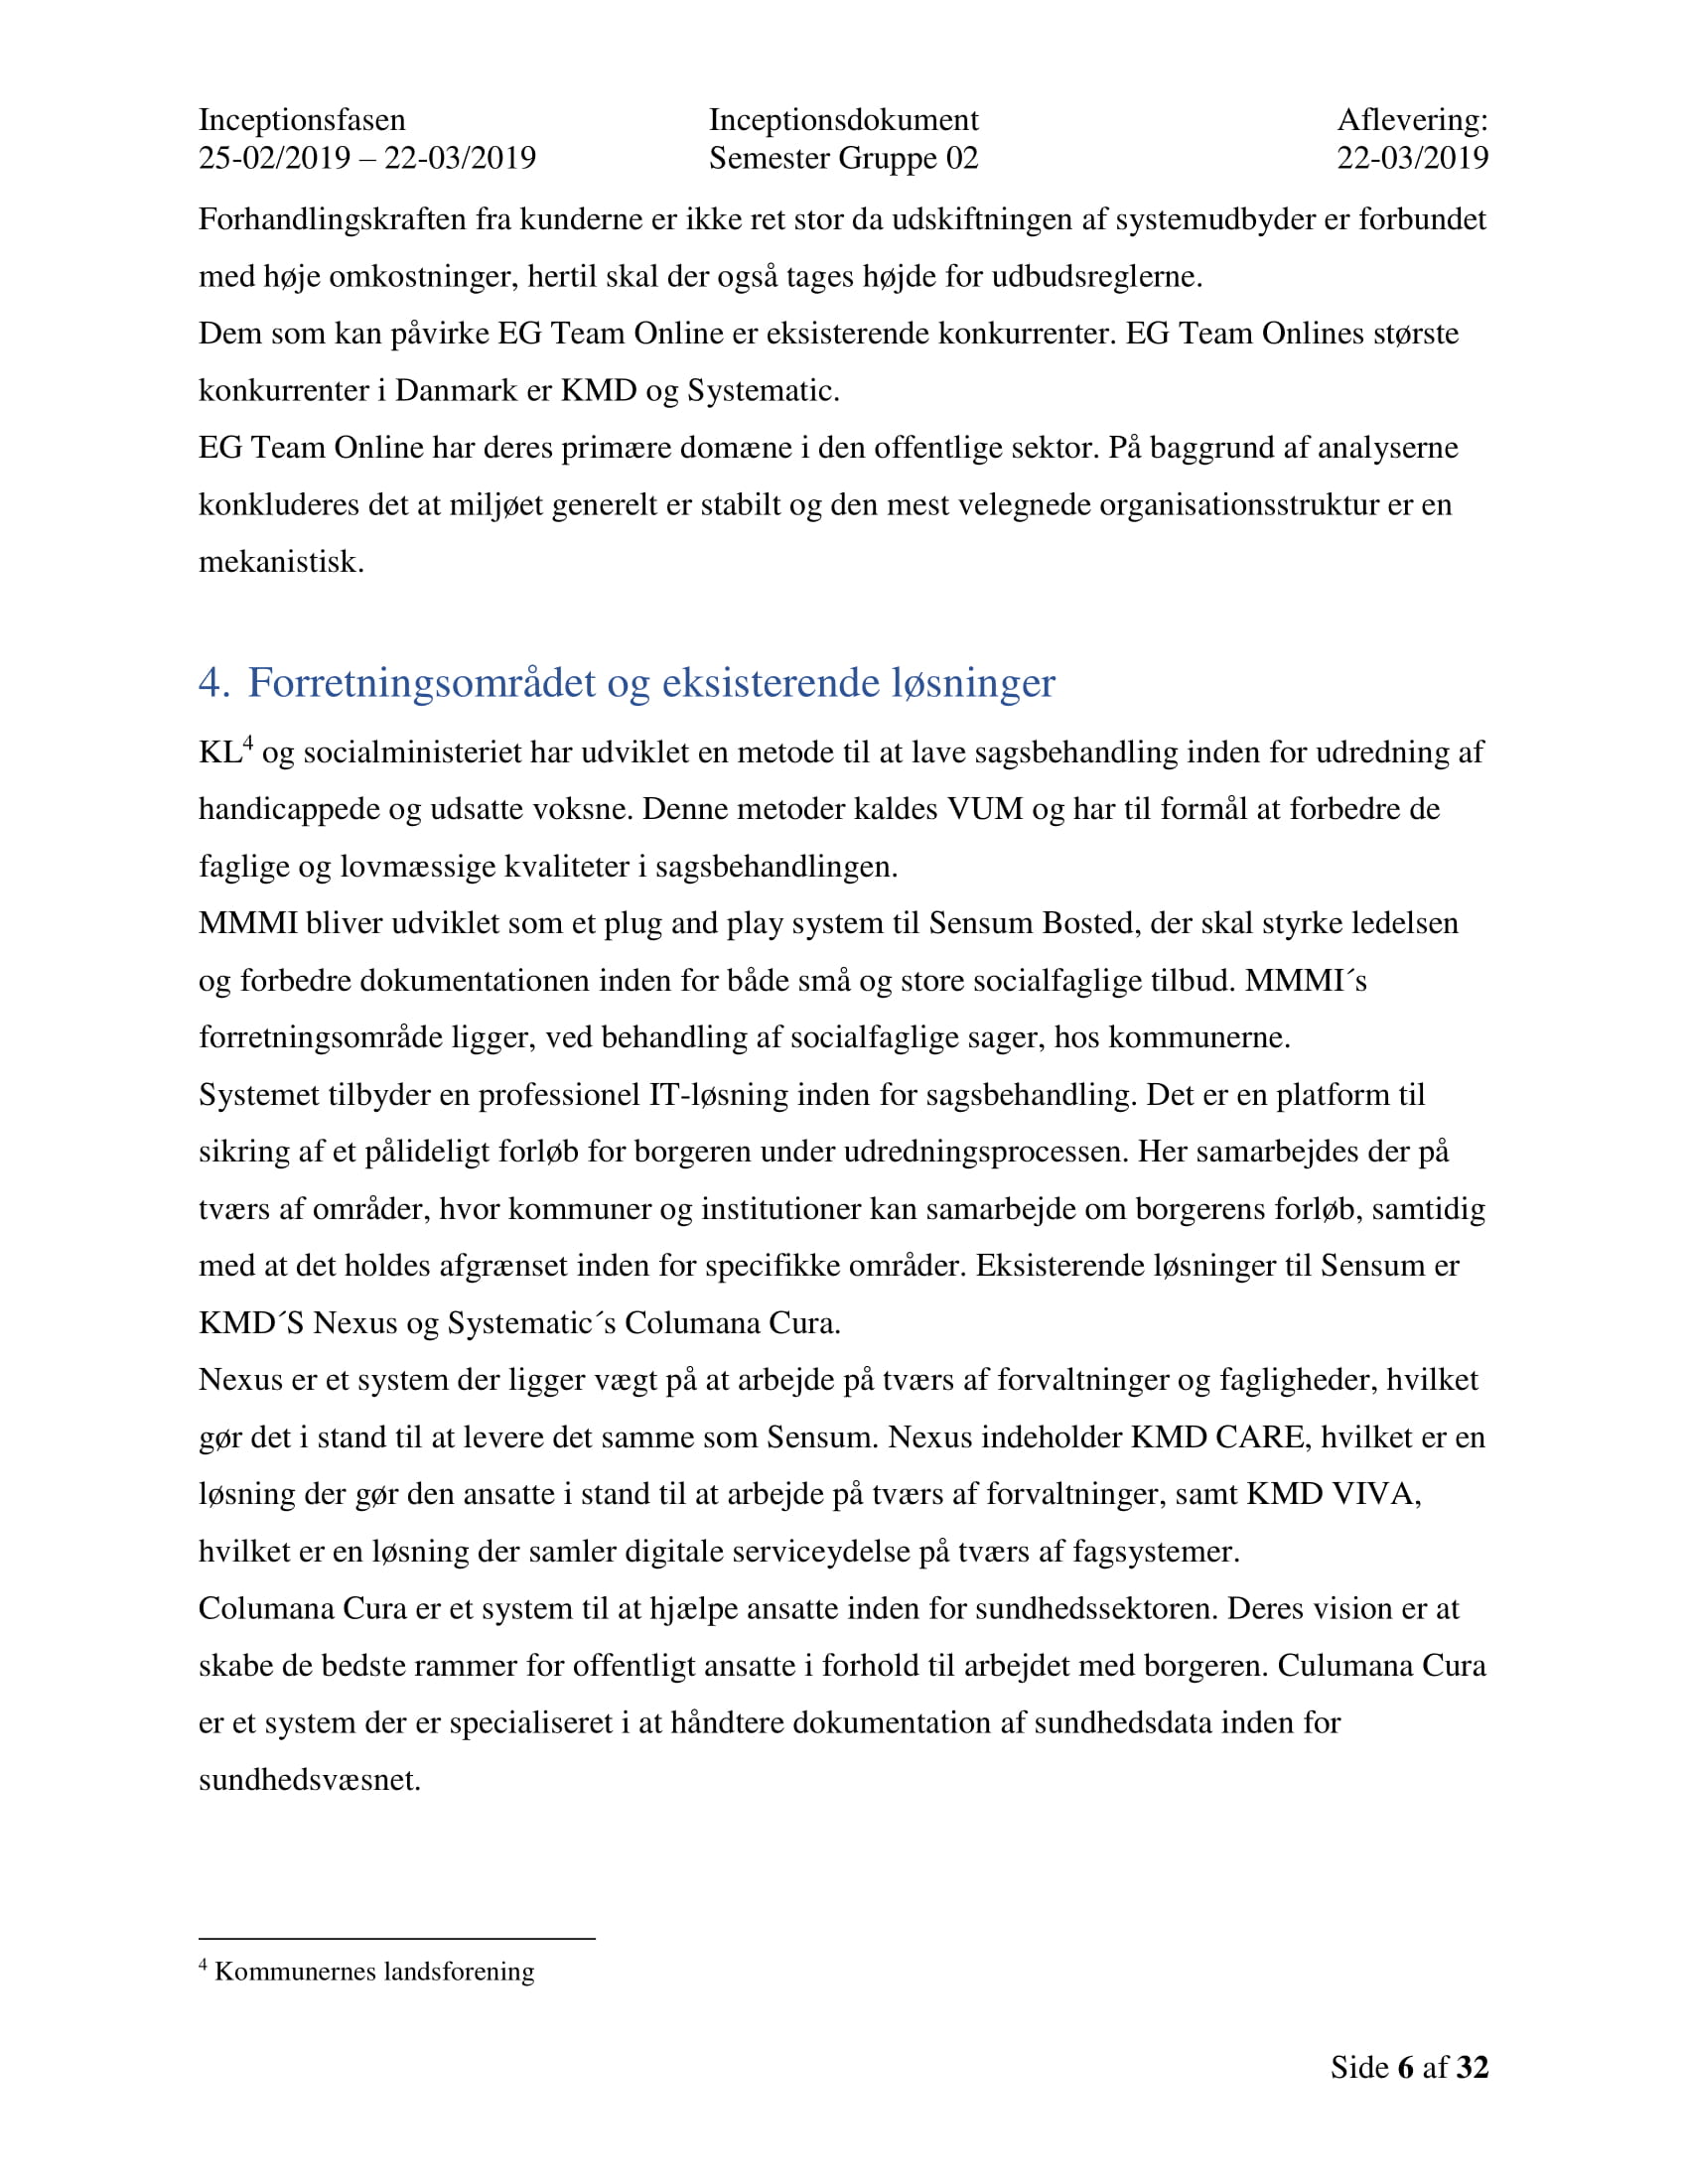 Inceptionsfasen Inceptionsdokument Aflevering:
25-02/2019 – 22-03/2019 Semester Gruppe 02 22-03/2019
Forhandlingskraften fra kunderne er ikke ret stor da udskiftningen af systemudbyder er forbundet
med høje omkostninger, hertil skal der også tages højde for udbudsreglerne.
Dem som kan påvirke EG Team Online er eksisterende konkurrenter. EG Team Onlines største
konkurrenter i Danmark er KMD og Systematic.
EG Team Online har deres primære domæne i den offentlige sektor. På baggrund af analyserne
konkluderes det at miljøet generelt er stabilt og den mest velegnede organisationsstruktur er en
mekanistisk.
4. Forretningsområdet og eksisterende løsninger
KL⁴ og socialministeriet har udviklet en metode til at lave sagsbehandling inden for udredning af
handicappede og udsatte voksne. Denne metoder kaldes VUM og har til formål at forbedre de
faglige og lovmæssige kvaliteter i sagsbehandlingen.
MMMI bliver udviklet som et plug and play system til Sensum Bosted, der skal styrke ledelsen
og forbedre dokumentationen inden for både små og store socialfaglige tilbud. MMMI´s
forretningsområde ligger, ved behandling af socialfaglige sager, hos kommunerne.
Systemet tilbyder en professionel IT-løsning inden for sagsbehandling. Det er en platform til
sikring af et pålideligt forløb for borgeren under udredningsprocessen. Her samarbejdes der på
tværs af områder, hvor kommuner og institutioner kan samarbejde om borgerens forløb, samtidig
med at det holdes afgrænset inden for specifikke områder. Eksisterende løsninger til Sensum er
KMD´S Nexus og Systematic´s Columana Cura.
Nexus er et system der ligger vægt på at arbejde på tværs af forvaltninger og fagligheder, hvilket
gør det i stand til at levere det samme som Sensum. Nexus indeholder KMD CARE, hvilket er en
løsning der gør den ansatte i stand til at arbejde på tværs af forvaltninger, samt KMD VIVA,
hvilket er en løsning der samler digitale serviceydelse på tværs af fagsystemer.
Columana Cura er et system til at hjælpe ansatte inden for sundhedssektoren. Deres vision er at
skabe de bedste rammer for offentligt ansatte i forhold til arbejdet med borgeren. Culumana Cura
er et system der er specialiseret i at håndtere dokumentation af sundhedsdata inden for
sundhedsvæsnet.
⁴ Kommunernes landsforening
Side 6 af 32